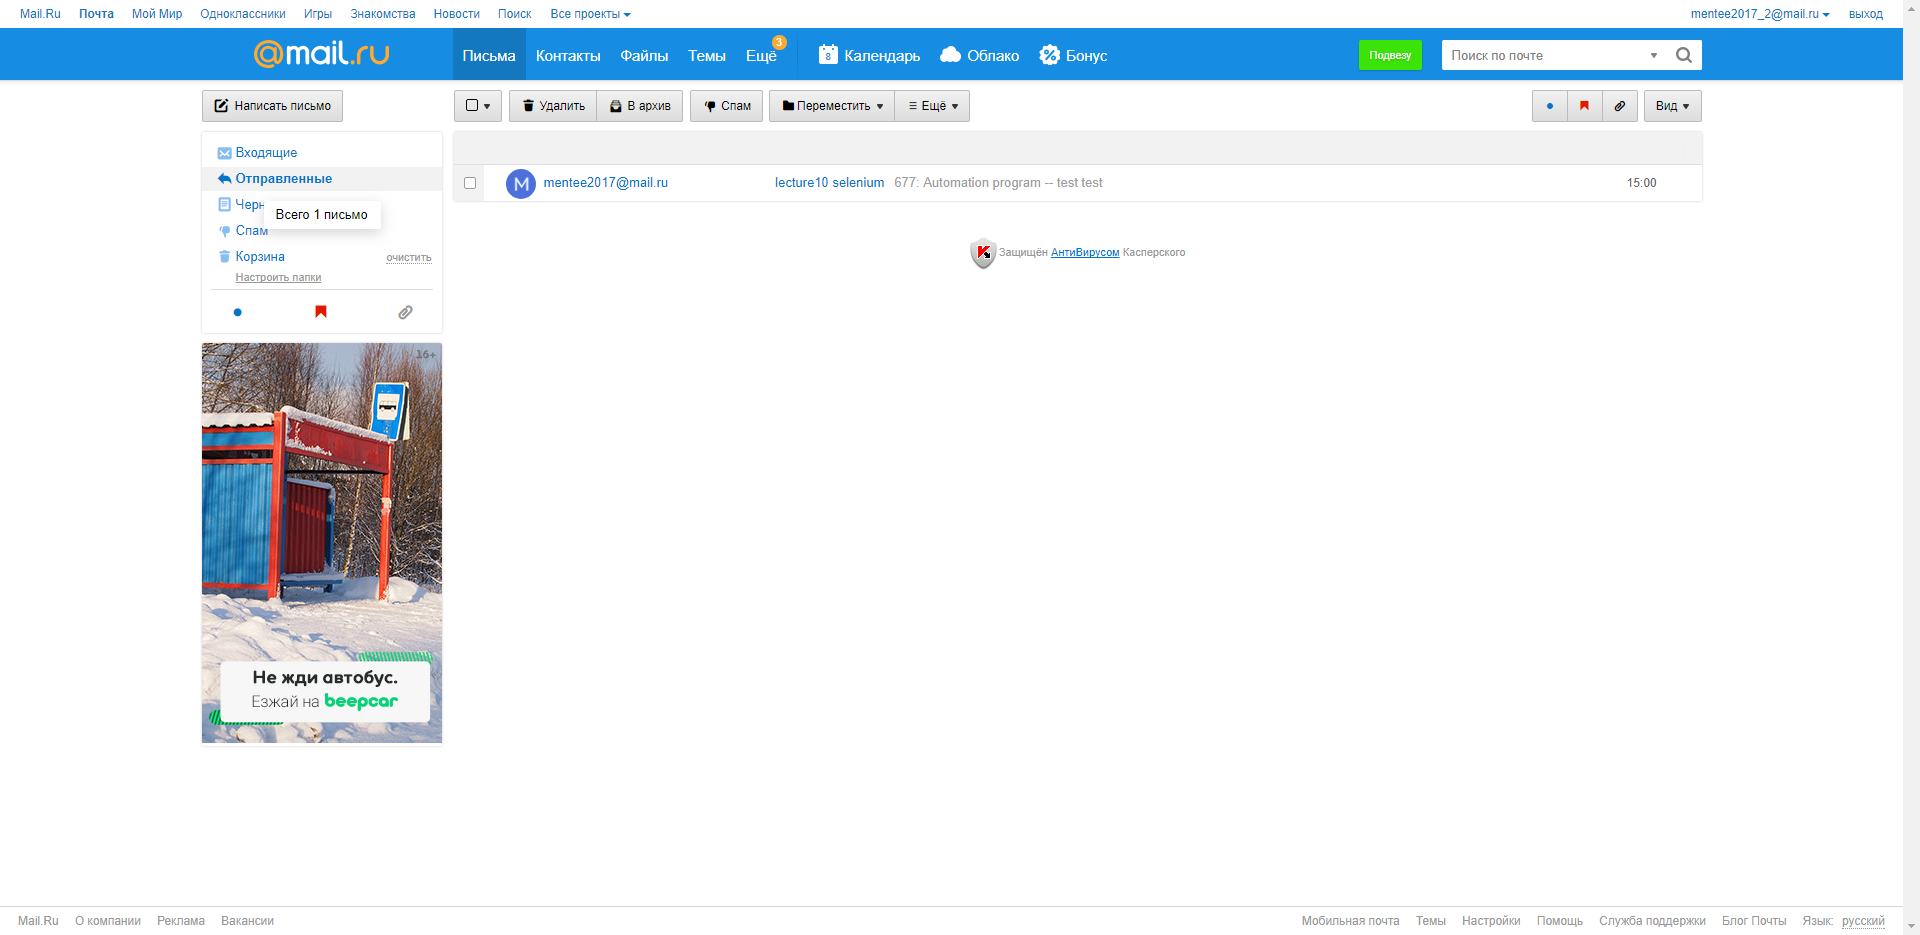 Mail.Ru Почта Мой Мир Одноклассники Игры Знакомства Новости Поиск Все проекты mentee2017_2@mail.ru выход
@mail.ru Письма Контакты Файлы Темы Ещё 3 8 Календарь Облако Бонус Подвезу Поиск по почте
Написать письмо Удалить В архив Спам Переместить Ещё Вид
Входящие
Отправленные
M mentee2017@mail.ru lecture10 selenium 677: Automation program -- test test 15:00
Черн
Всего 1 письмо
Спам
Корзина очистить
Настроить папки
Защищён АнтиВирусом Касперского
16+
Не жди автобус.
Езжай на beepcar
Mail.Ru О компании Реклама Вакансии Мобильная почта Темы Настройки Помощь Служба поддержки Блог Почты Язык: русский